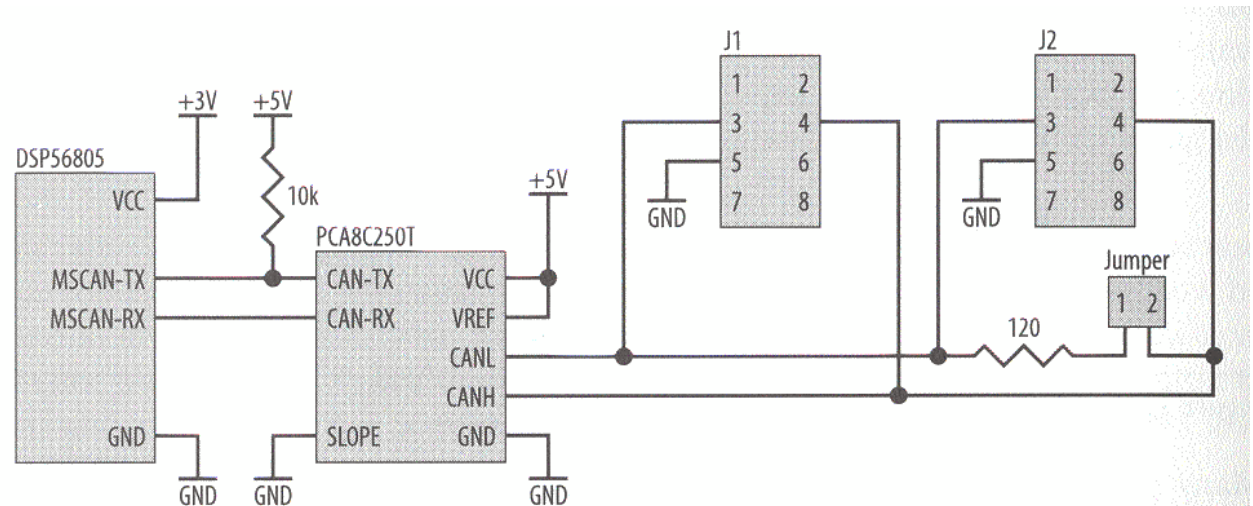 J1
J2
1 2
3 4
5 6
7 8
1 2
3 4
5 6
7 8
GND
GND
+3V
+5V
DSP56805
VCC
10k
+5V
PCA8C250T
MSCAN-TX
CAN-TX
VCC
MSCAN-RX
CAN-RX
VREF
CANL
CANH
GND
SLOPE
GND
GND
GND
GND
Jumper
1 2
120